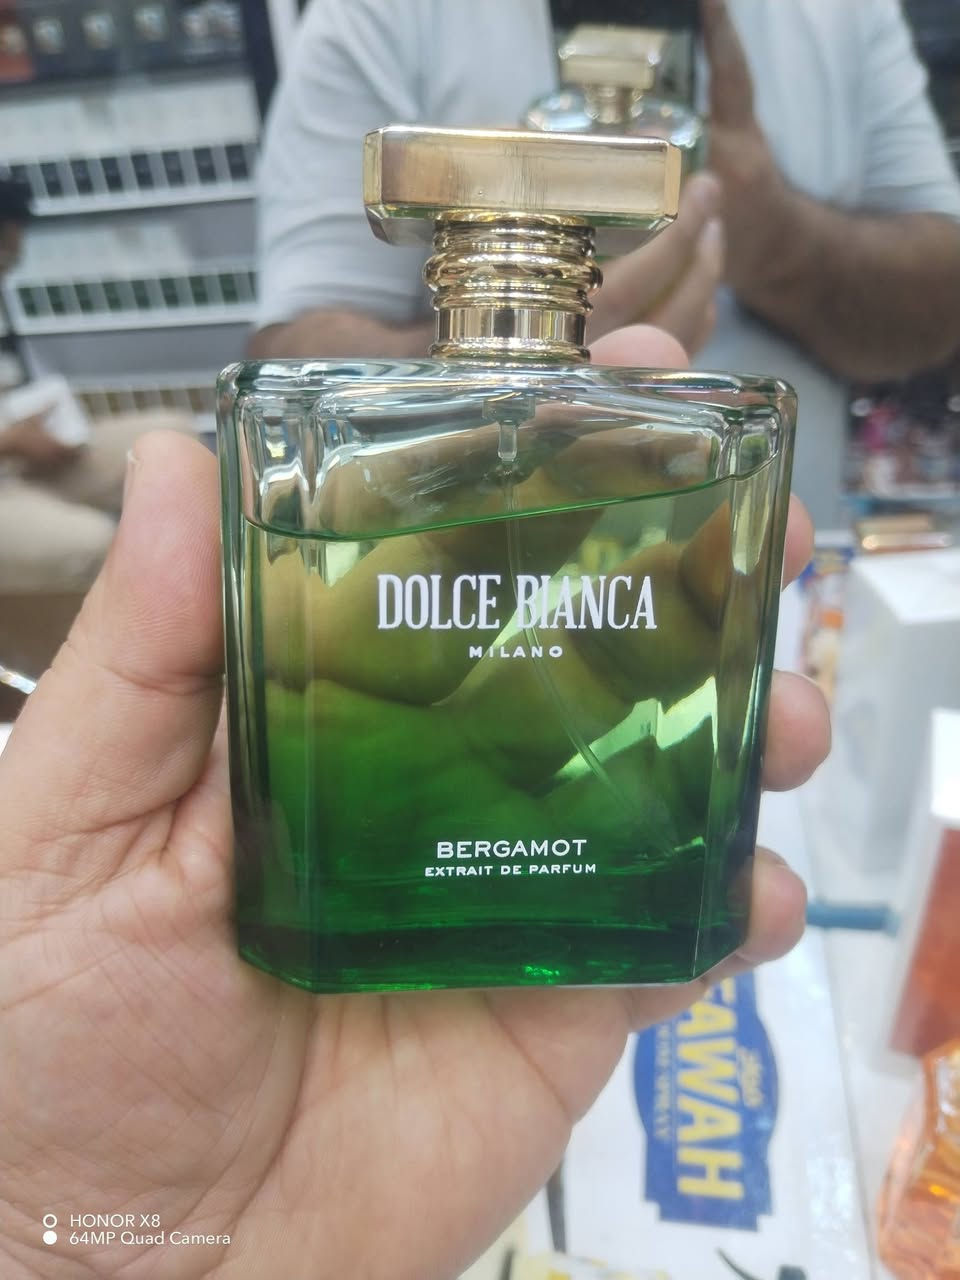 DOLCE BIANCA
MILANO
BERGAMOT
EXTRAIT DE PARFUM
HONOR X8
64MP Quad Camera